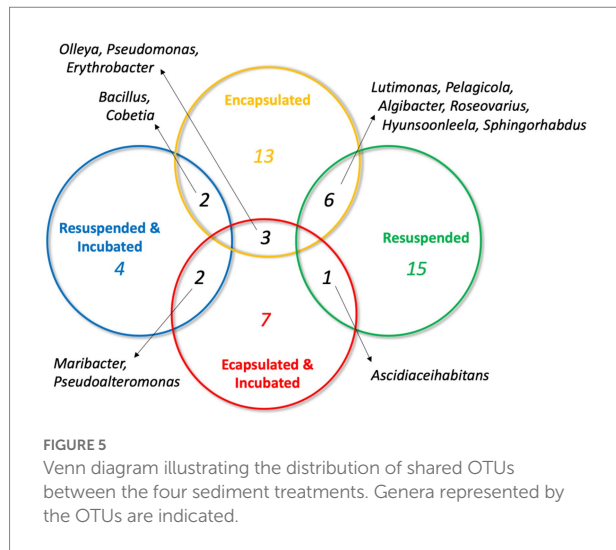 Olleya, Pseudomonas,
Erythrobacter
Bacillus,
Cobetia
Lutimonas, Pelagicola,
Algibacter, Roseovarius,
Hyunsoonleela, Sphingorhabdus
Encapsulated
13
2
6
Resuspended &
Incubated
4
3
Resuspended
15
2
1
7
Ecapsulated &
Incubated
Maribacter,
Pseudoalteromonas
Ascidiaceihabitans
FIGURE 5
Venn diagram illustrating the distribution of shared OTUs
between the four sediment treatments. Genera represented by
the OTUs are indicated.